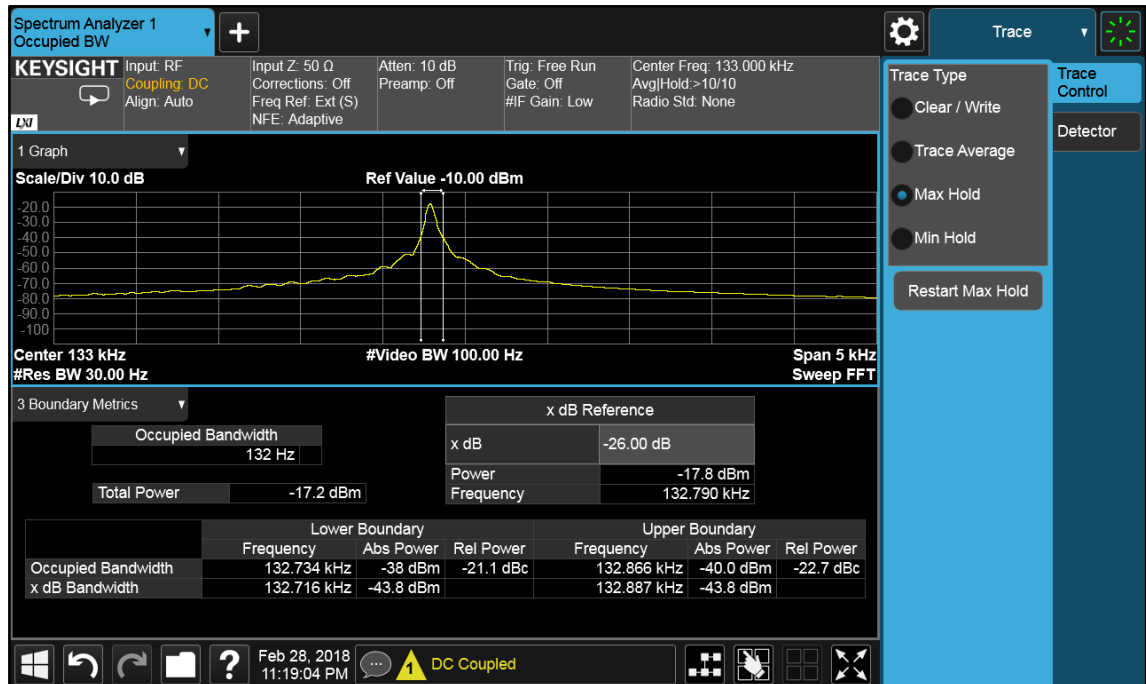 Spectrum Analyzer 1
Occupied BW
+
Trace
KEYSIGHT
LXI
Input: RF
Coupling: DC
Align: Auto
Input Z: 50 Ω
Corrections: Off
Freq Ref: Ext (S)
NFE: Adaptive
Atten: 10 dB
Preamp: Off
Trig: Free Run
Gate: Off
#IF Gain: Low
Center Freq: 133.000 kHz
Avg|Hold:>10/10
Radio Std: None
Trace Type
Clear / Write
Trace Average
Max Hold
Min Hold
Restart Max Hold
Trace
Control
Detector
1 Graph
Scale/Div 10.0 dB
Ref Value -10.00 dBm
-20.0
-30.0
-40.0
-50.0
-60.0
-70.0
-80.0
-90.0
-100
Center 133 kHz
#Video BW 100.00 Hz
Span 5 kHz
#Res BW 30.00 Hz
Sweep FFT
3 Boundary Metrics
Occupied Bandwidth
132 Hz
Total Power -17.2 dBm
x dB Reference
x dB -26.00 dB
Power -17.8 dBm
Frequency 132.790 kHz
Lower Boundary Upper Boundary
Frequency Abs Power Rel Power Frequency Abs Power Rel Power
Occupied Bandwidth 132.734 kHz -38 dBm -21.1 dBc 132.866 kHz -40.0 dBm -22.7 dBc
x dB Bandwidth 132.716 kHz -43.8 dBm 132.887 kHz -43.8 dBm
?
Feb 28, 2018
11:19:04 PM
1
DC Coupled